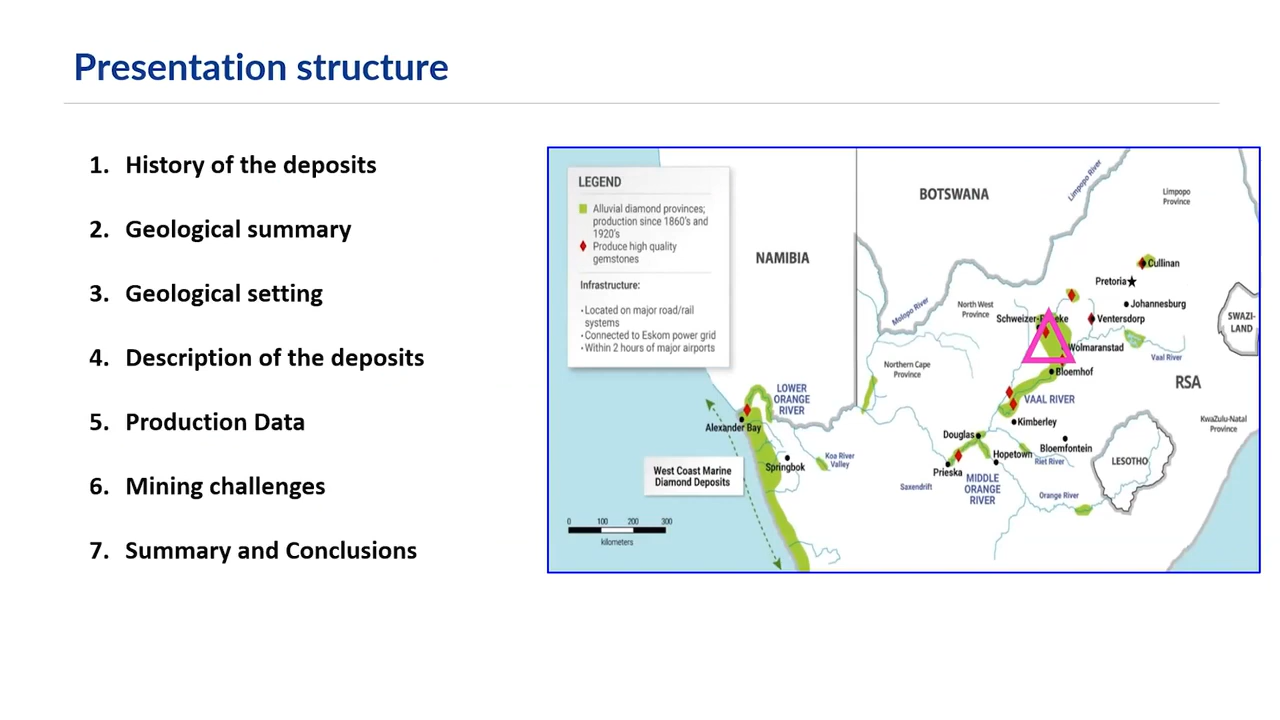 Presentation structure
1. History of the deposits
2. Geological summary
3. Geological setting
4. Description of the deposits
5. Production Data
6. Mining challenges
7. Summary and Conclusions
LEGEND
Alluvial diamond provinces;
production since 1860's and
1920's
Produce high quality
gemstones
Infrastructure:
• Located on major road/rail
systems
• Connected to Eskom power grid
• Within 2 hours of major airports
NAMIBIA
BOTSWANA
Limpopo River
Limpopo
Province
Cullinan
Pretoria
Johannesburg
Molopo River
North West
Province
Ventersdorp
SWAZI-
LAND
Wolmaranstad
Vaal River
Northern Cape
Province
Bloemhof
RSA
LOWER
ORANGE
RIVER
VAAL RIVER
Alexander Bay
Kimberley
KwaZulu-Natal
Province
Douglas
Bloemfontein
Koa River
Valley
Hopetown
Riet River
LESOTHO
West Coast Marine
Diamond Deposits
Springbok
Prieska
Saxendrift
MIDDLE
ORANGE
RIVER
Orange River
0 100 200 300
kilometers